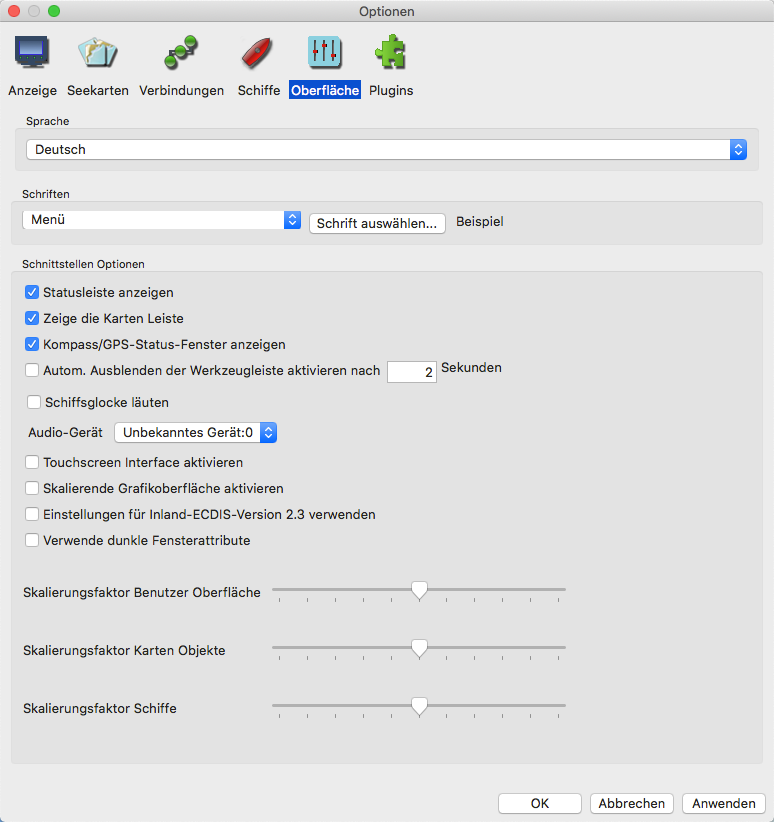 Optionen
Anzeige Seekarten Verbindungen Schiffe Oberfläche Plugins
Sprache
Deutsch
Schriften
Menü Schrift auswählen... Beispiel
Schnittstellen Optionen
Statusleiste anzeigen
Zeige die Karten Leiste
Kompass/GPS-Status-Fenster anzeigen
Autom. Ausblenden der Werkzeugleiste aktivieren nach 2 Sekunden
Schiffsglocke läuten
Audio-Gerät Unbekanntes Gerät:0
Touchscreen Interface aktivieren
Skalierende Grafikoberfläche aktivieren
Einstellungen für Inland-ECDIS-Version 2.3 verwenden
Verwende dunkle Fensterattribute
Skalierungsfaktor Benutzer Oberfläche
Skalierungsfaktor Karten Objekte
Skalierungsfaktor Schiffe
OK Abbrechen Anwenden